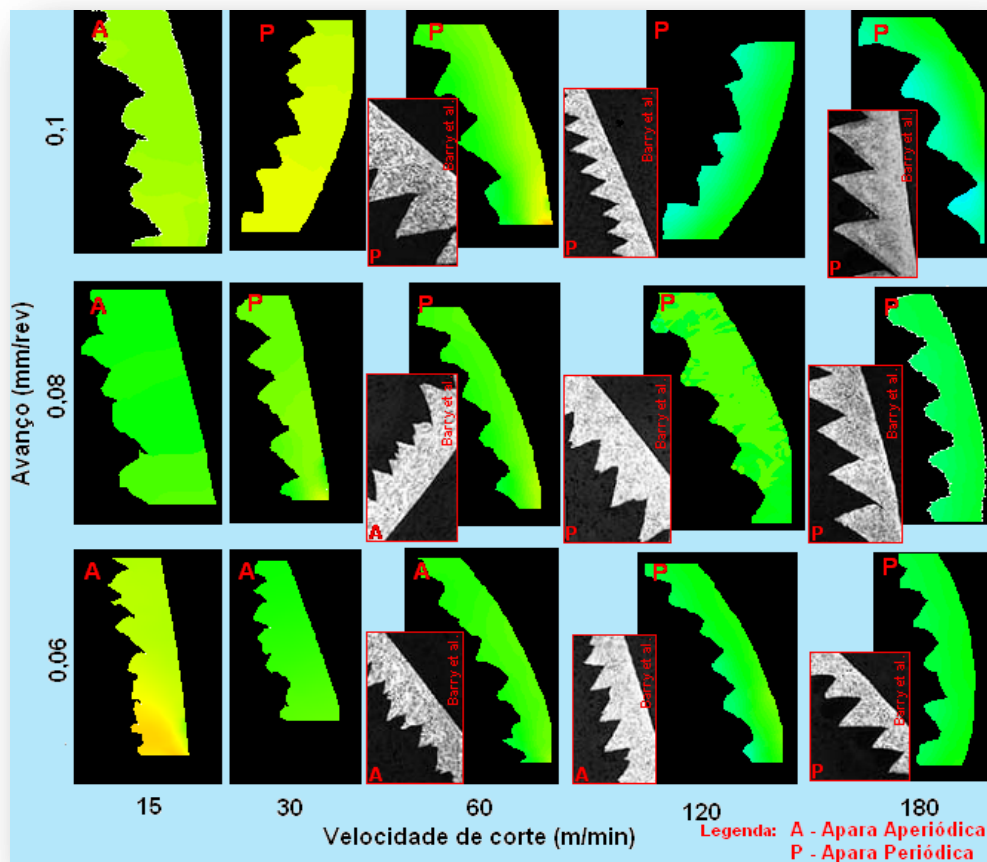 A
P
P
P
P
0,1
Barry et al.
Barry et al.
Barry et al.
P
P
P
A
P
P
P
P
Avanço (mm/rev)
0,08
Barry et al.
Barry et al.
Barry et al.
A
P
P
A
A
A
P
P
0,06
Barry et al.
Barry et al.
Barry et al.
A
A
P
15
30
60
120
180
Velocidade de corte (m/min)
Legenda: A - Apara Aperiódica
P - Apara Periódica